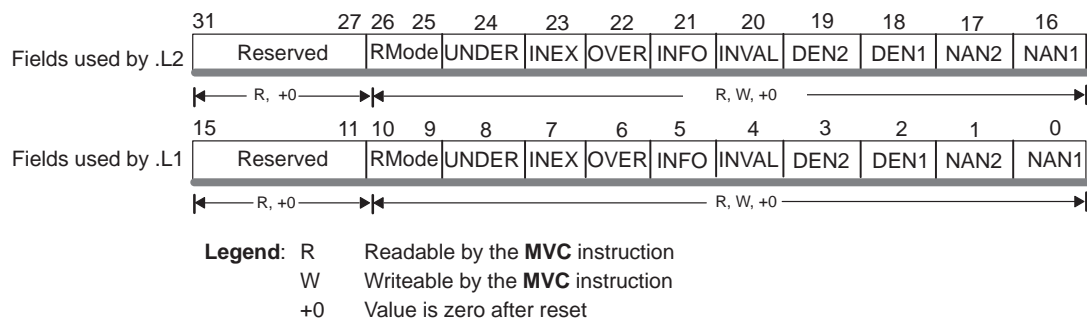 31 27 26 25 24 23 22 21 20 19 18 17 16
Fields used by .L2 Reserved RMode UNDER INEX OVER INFO INVAL DEN2 DEN1 NAN2 NAN1
R, +0 R, W, +0
15 11 10 9 8 7 6 5 4 3 2 1 0
Fields used by .L1 Reserved RMode UNDER INEX OVER INFO INVAL DEN2 DEN1 NAN2 NAN1
R, +0 R, W, +0
Legend: R Readable by the MVC instruction
W Writeable by the MVC instruction
+0 Value is zero after reset